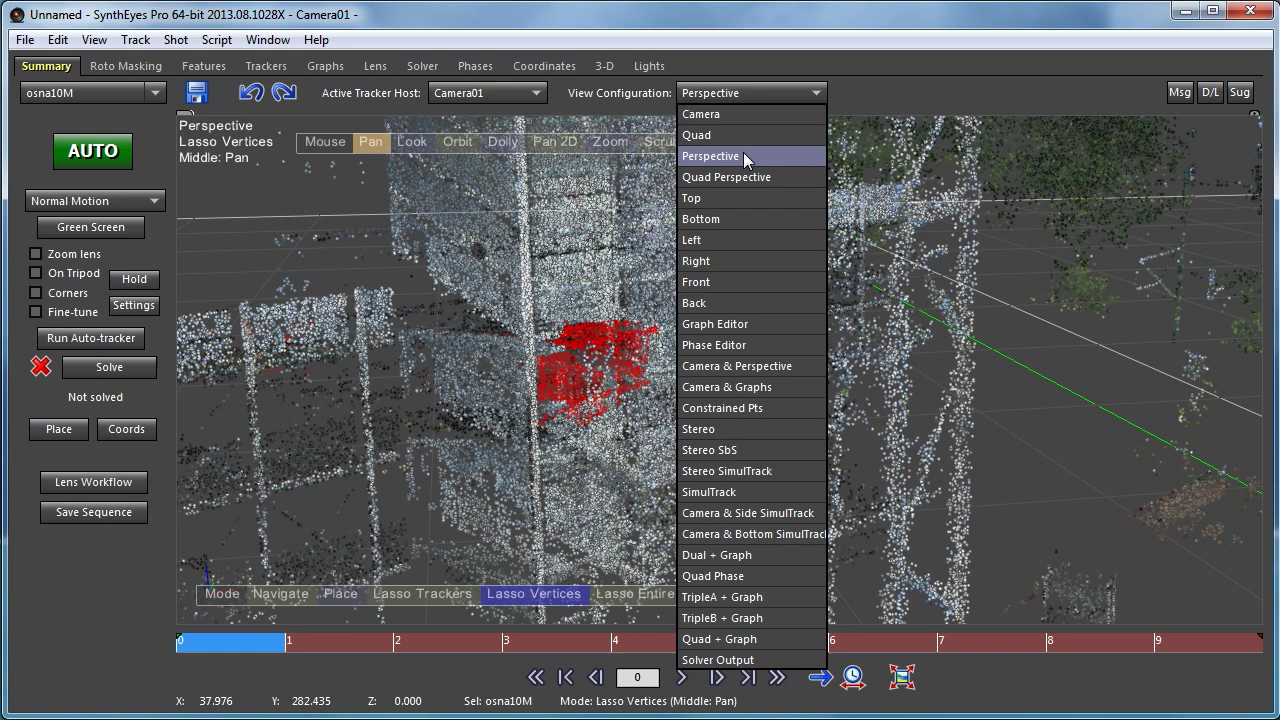 Unnamed - SynthEyes Pro 64-bit 2013.08.1028X - Camera01 -
File Edit View Track Shot Script Window Help
Summary Roto Masking Features Trackers Graphs Lens Solver Phases Coordinates 3-D Lights
osna10M Active Tracker Host: Camera01 View Configuration: Perspective Msg D/L Sug
Camera
Perspective
Lasso Vertices
Middle: Pan
Mouse Pan Look Orbit Dolly Pan 2D Zoom Scru
Quad
Perspective
Quad Perspective
Top
Bottom
Left
Right
Front
Back
Graph Editor
Phase Editor
Camera & Perspective
Camera & Graphs
Constrained Pts
Stereo
Stereo SbS
Stereo SimulTrack
SimulTrack
Camera & Side SimulTrack
Camera & Bottom SimulTrack
Dual + Graph
Quad Phase
TripleA + Graph
TripleB + Graph
Quad + Graph
Solver Output
AUTO
Normal Motion
Green Screen
Zoom lens
On Tripod Hold
Corners
Settings
Fine-tune
Run Auto-tracker
Solve
Not solved
Place Coords
Lens Workflow
Save Sequence
Mode Navigate Place Lasso Trackers Lasso Vertices Lasso Entire
0 1 2 3 4 6 7 8 9
0
X: 37.976 Y: 282.435 Z: 0.000 Sel: osna10M Mode: Lasso Vertices (Middle: Pan)